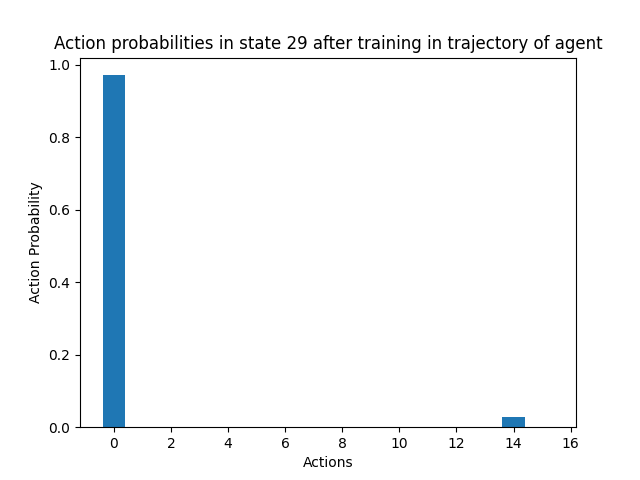 Action probabilities in state 29 after training in trajectory of agent
1.0
0.8
0.6
0.4
0.2
0.0
Action Probability
0 2 4 6 8 10 12 14 16
Actions